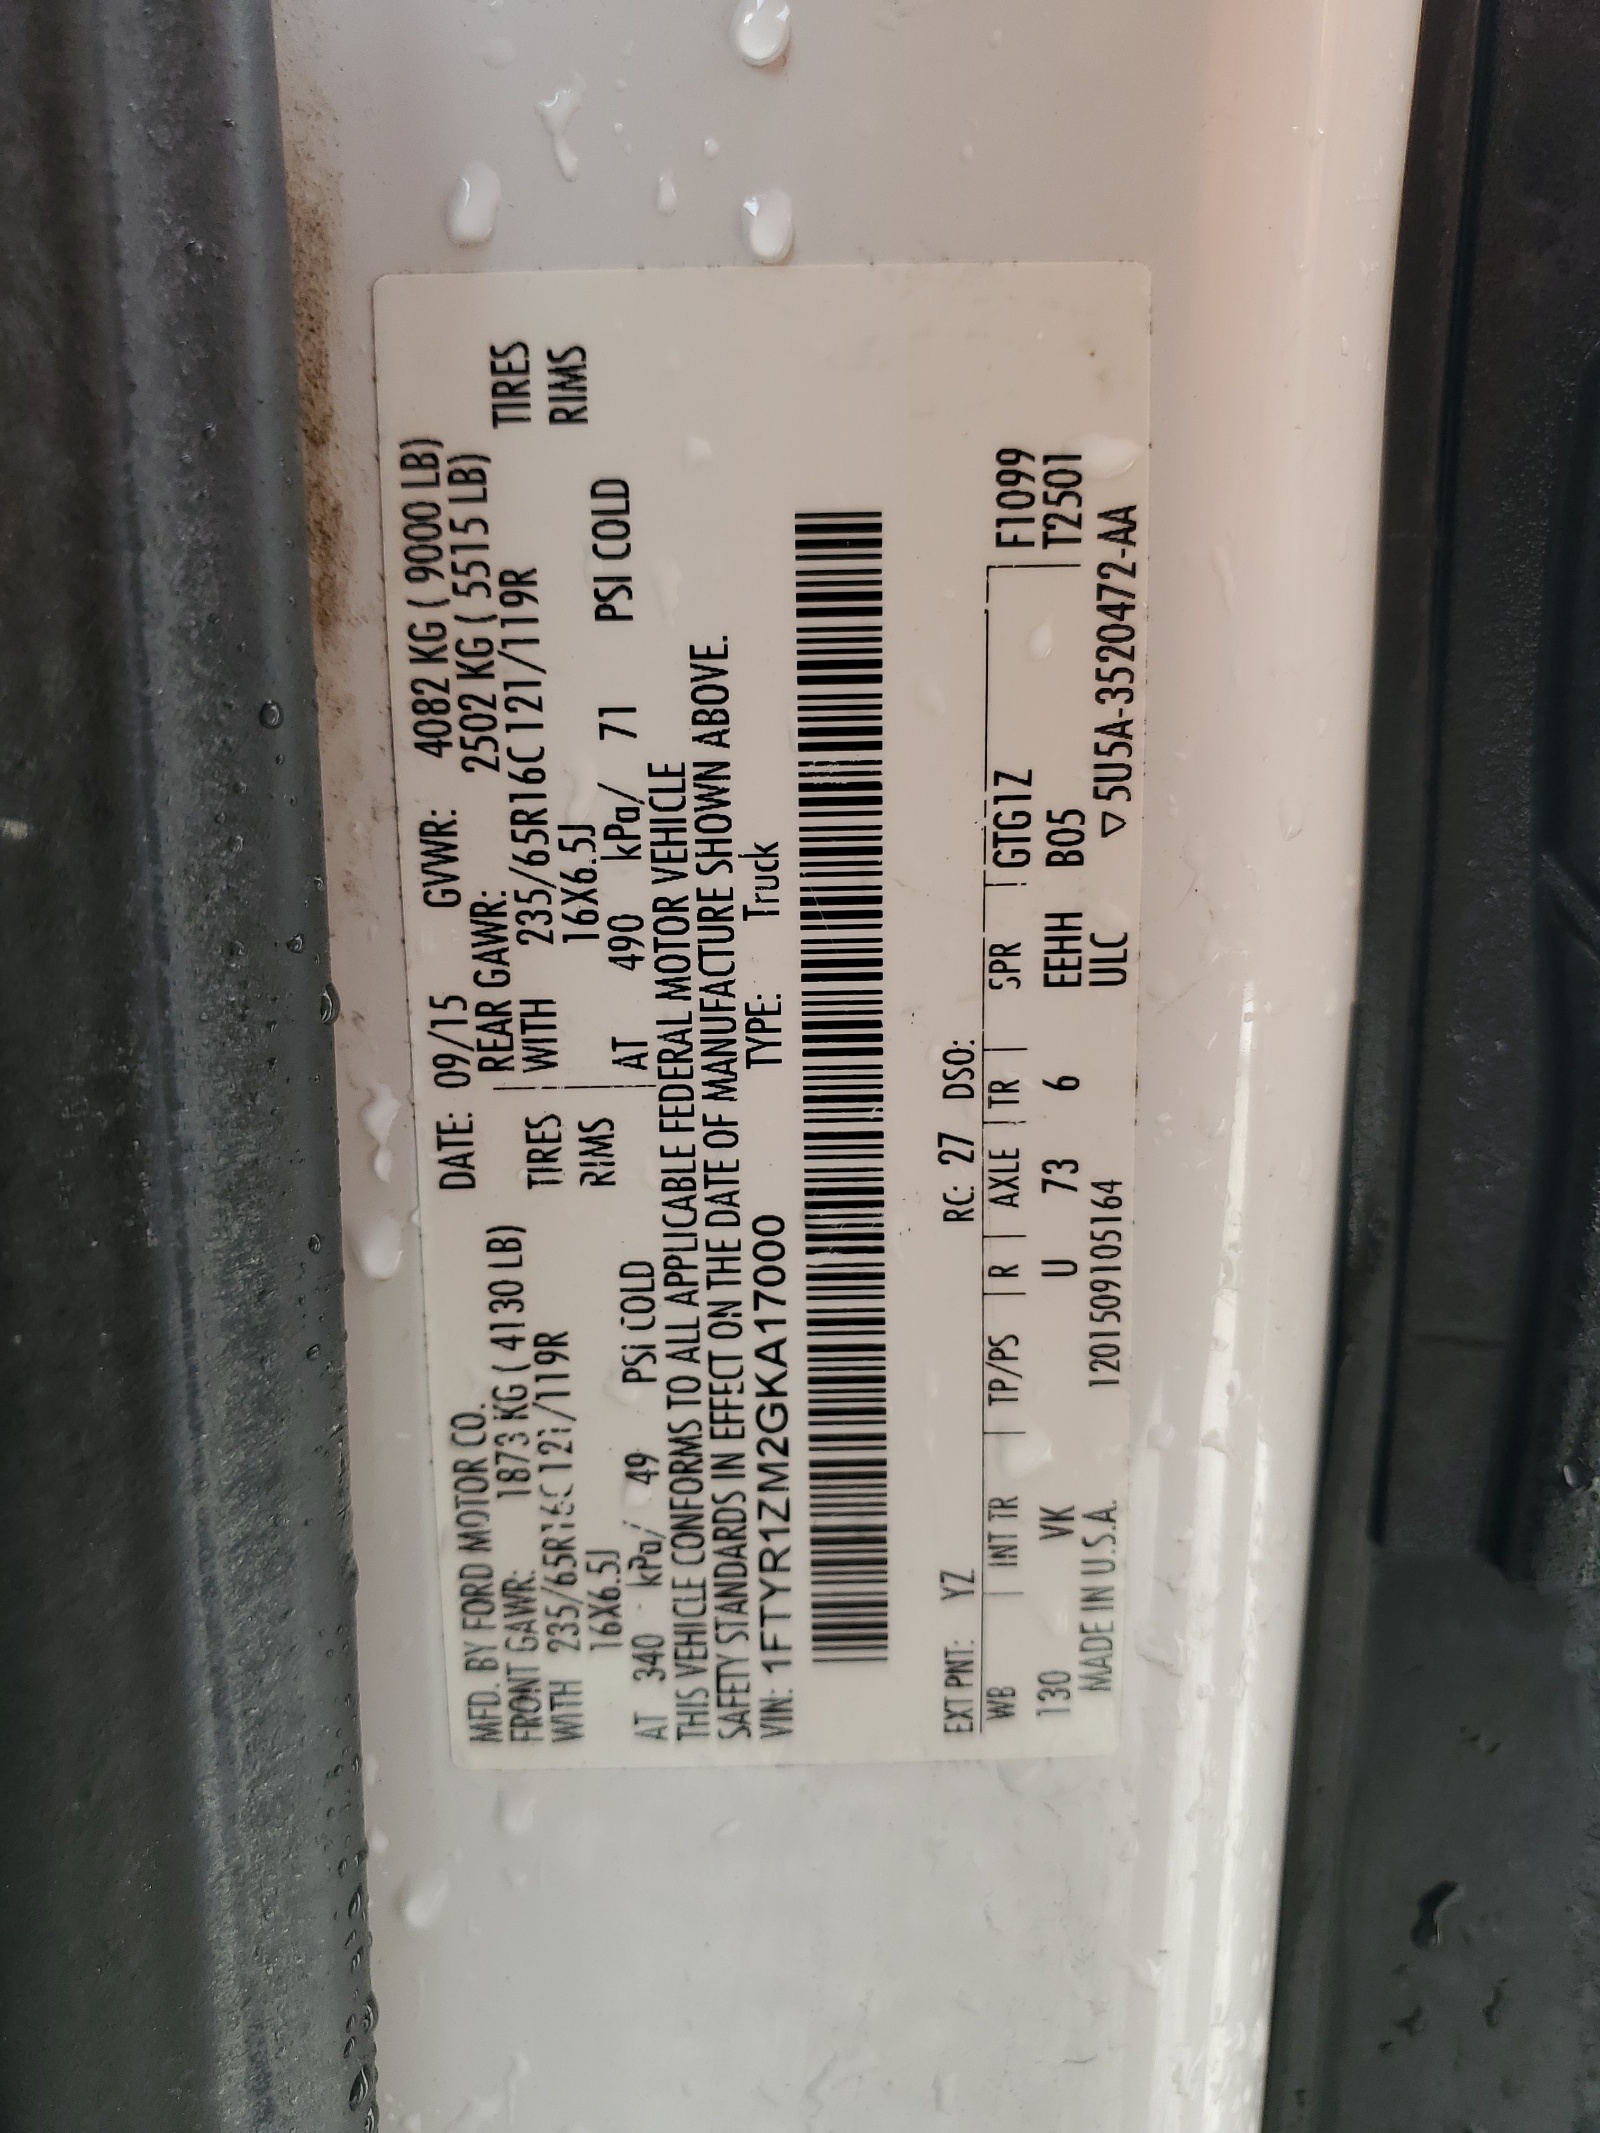 MFD. BY FORD MOTOR CO. DATE: 09/15 GVWR: 4082 KG ( 9000 LB)
FRONT GAWR: 1873 KG ( 4130 LB) REAR GAWR: 2502 KG ( 5515 LB)
WITH 235/65R16C 121/119R TIRES WITH 235/65R16C 121/119R TIRES
16X6.5J RIMS 16X6.5J RIMS
AT 340 kPa/ 49 PSI COLD AT 490 kPa/ 71 PSI COLD
THIS VEHICLE CONFORMS TO ALL APPLICABLE FEDERAL MOTOR VEHICLE
SAFETY STANDARDS IN EFFECT ON THE DATE OF MANUFACTURE SHOWN ABOVE.
VIN: 1FTYR1ZM2GKA17000 TYPE: Truck
EXT PNT: YZ RC: 27 DSO:
WB | INT TR | TP/PS | R | AXLE | TR | SPR | GTG1Z F1099
130 VK U 73 6 EEHH B05 T2501
MADE IN U.S.A. 12015091051​64 ULC ▽5U5A-3520472-AA